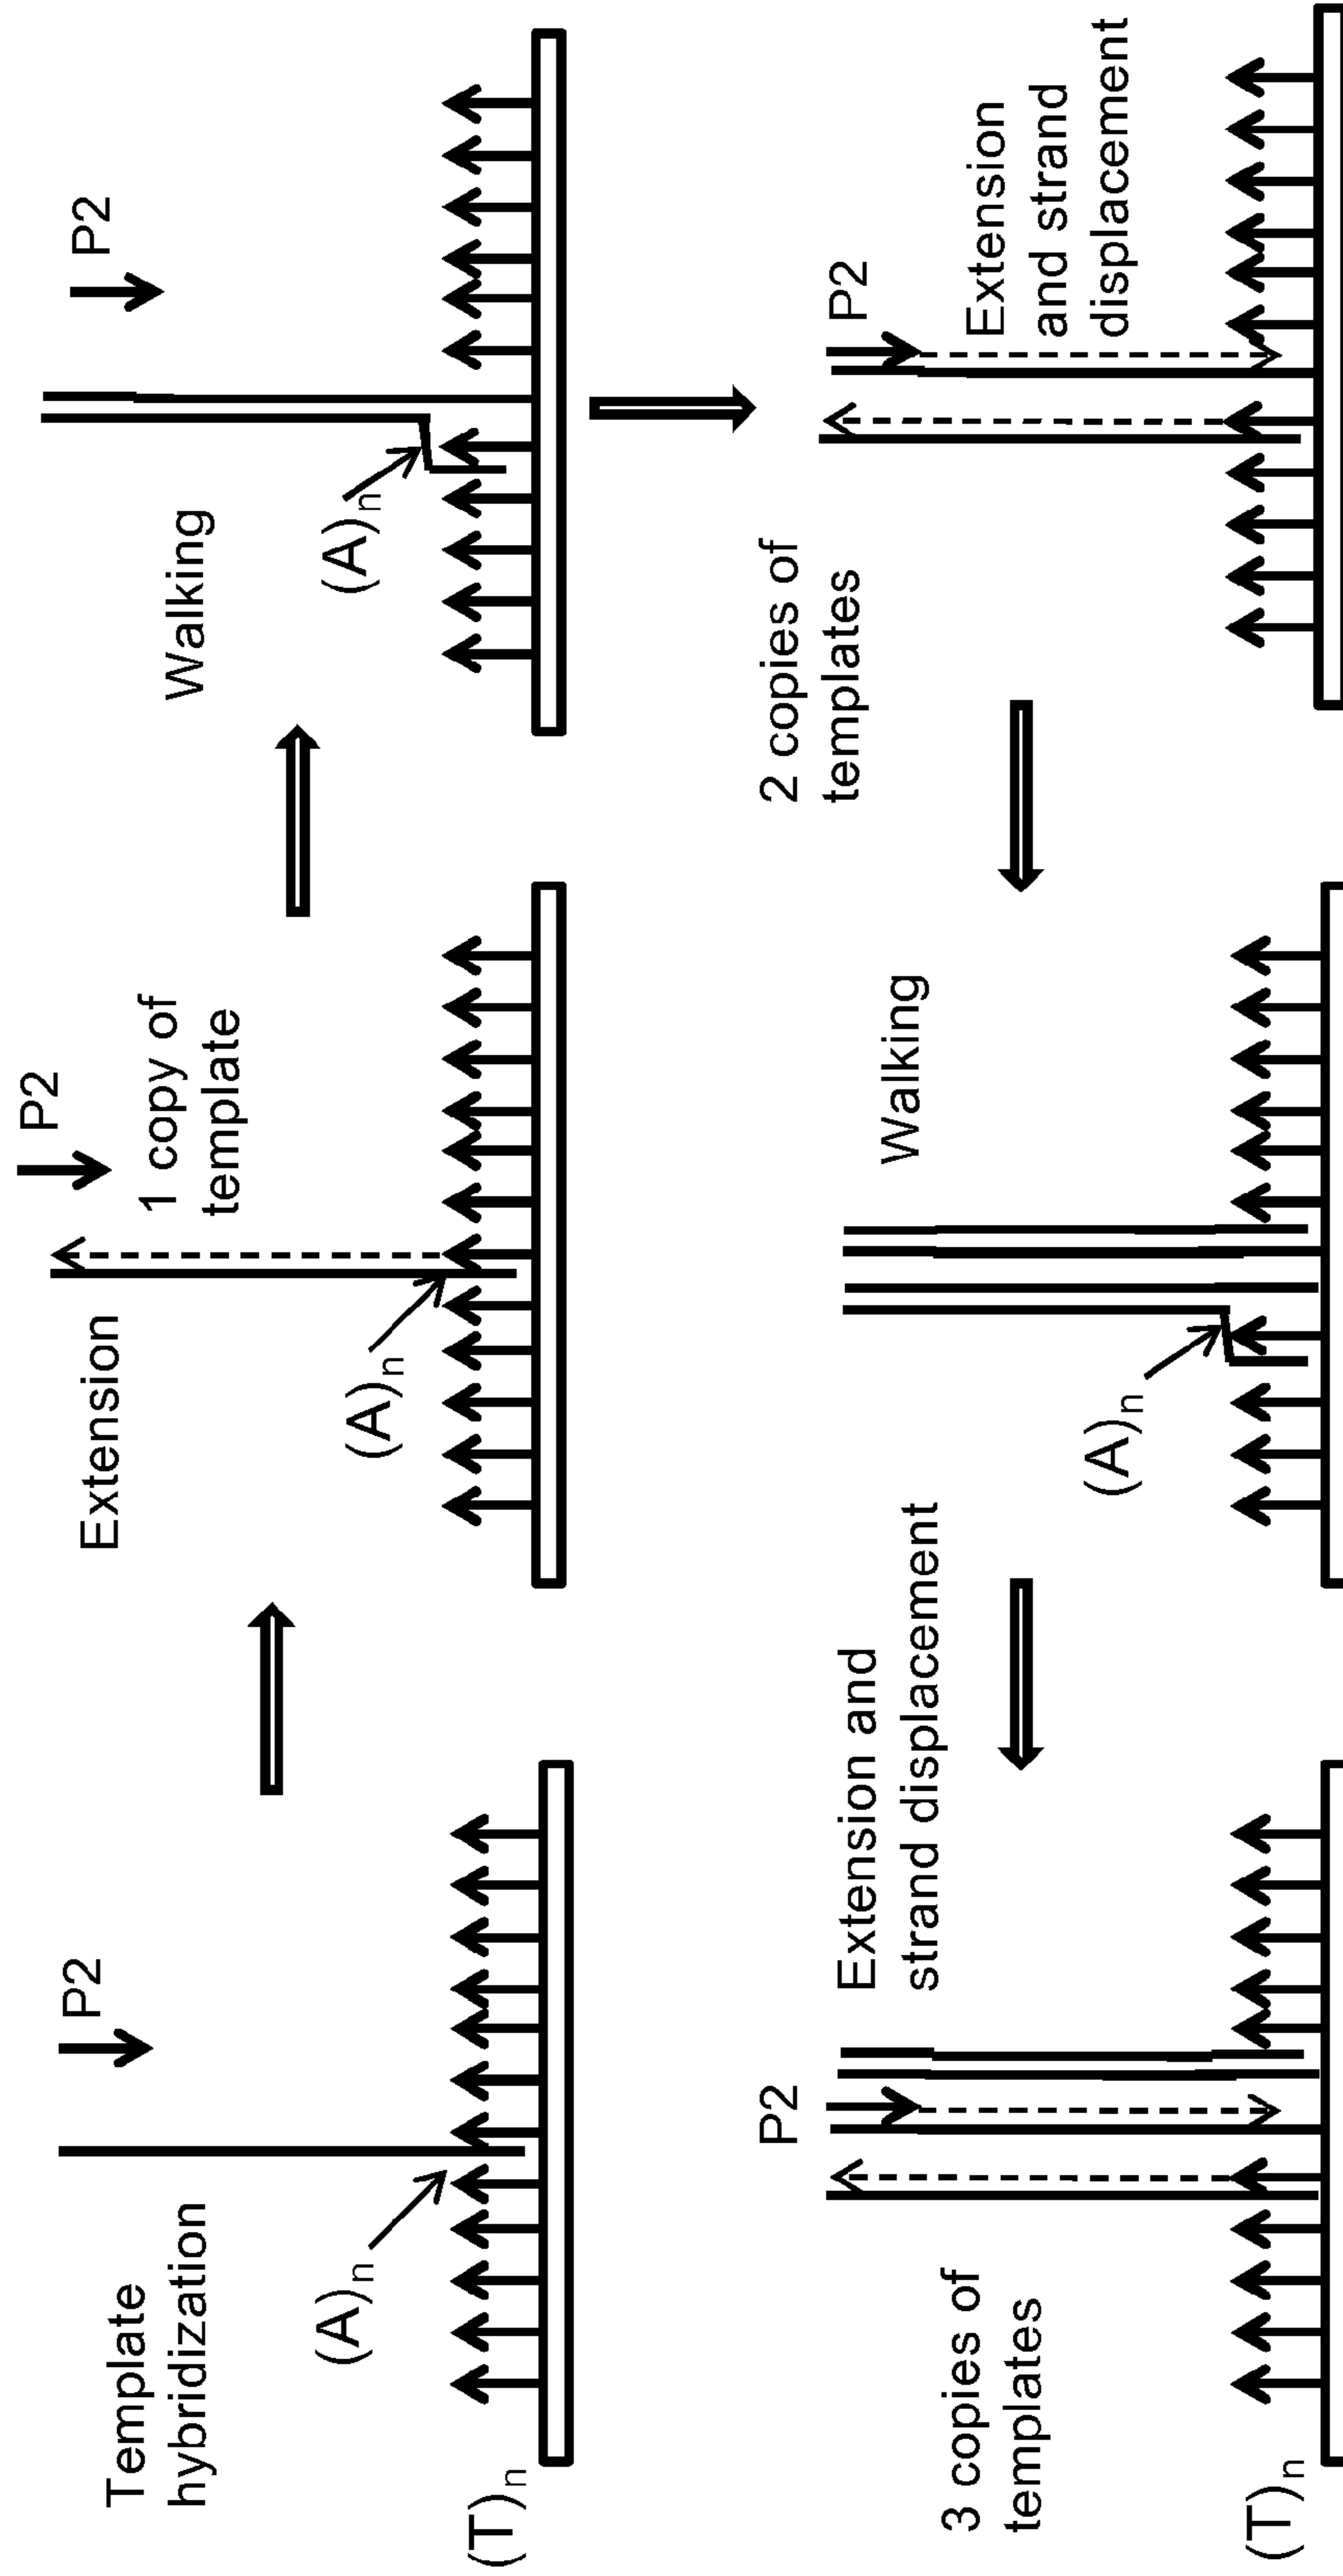 Template
hybridization
P2
(A)n
(T)n
Extension
P2
1 copy of
template
(A)n
Walking
P2
(A)n
2 copies of
templates
P2
Extension
and strand
displacement
Walking
(A)n
Extension and
strand displacement
P2
3 copies of
templates
(T)n